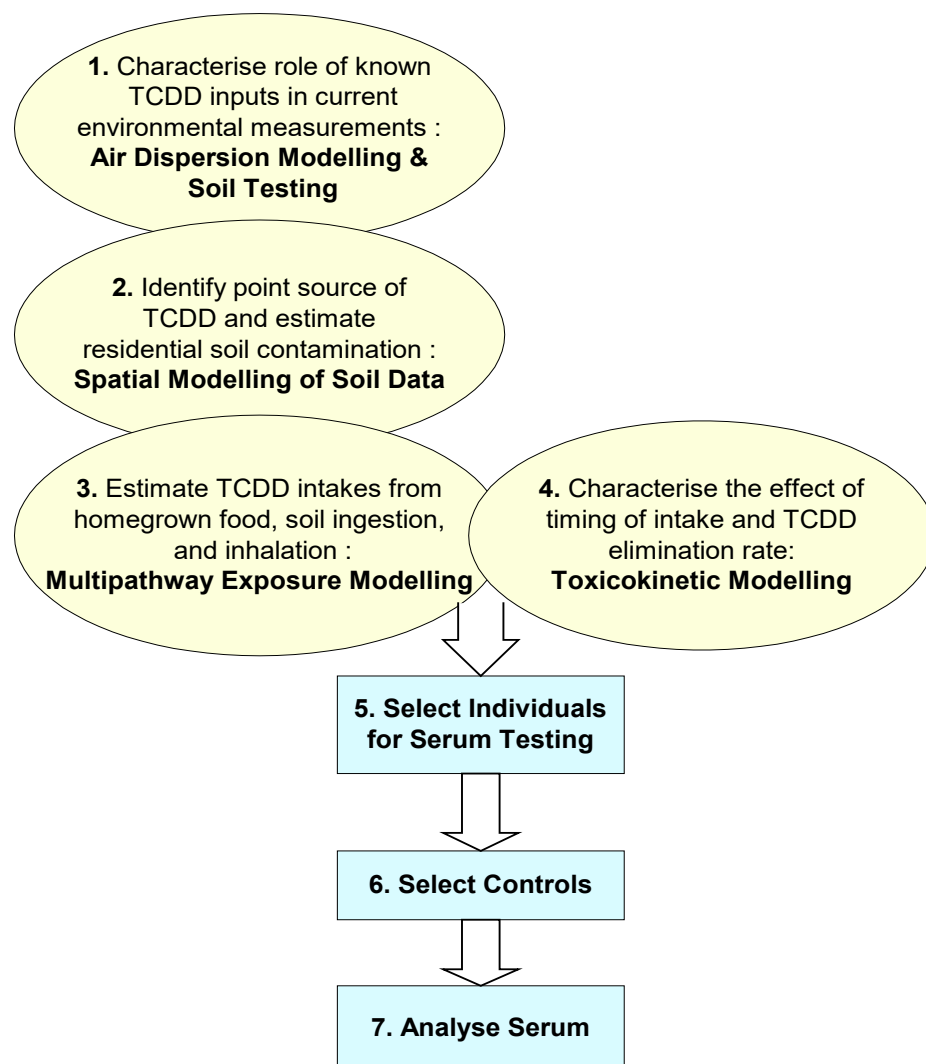 1. Characterise role of known
TCDD inputs in current
environmental measurements :
Air Dispersion Modelling &
Soil Testing
2. Identify point source of
TCDD and estimate
residential soil contamination :
Spatial Modelling of Soil Data
3. Estimate TCDD intakes from
homegrown food, soil ingestion,
and inhalation :
Multipathway Exposure Modelling
4. Characterise the effect of
timing of intake and TCDD
elimination rate:
Toxicokinetic Modelling
5. Select Individuals
for Serum Testing
6. Select Controls
7. Analyse Serum